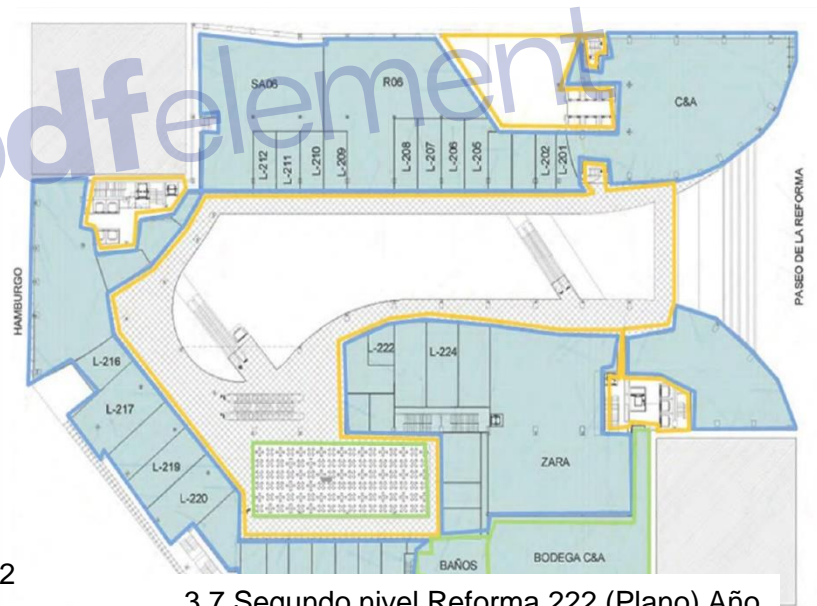 pdfelement
SA06
R06
C&A
L-212
L-211
L-210
L-209
L-208
L-207
L-206
L-205
L-202
L-201
HAMBURGO
PASEO DE LA REFORMA
L-222
L-224
L-216
L-217
L-219
L-220
ZARA
BAÑOS
BODEGA C&A
2
3.7 Segundo nivel Reforma 222 (Plano) Año